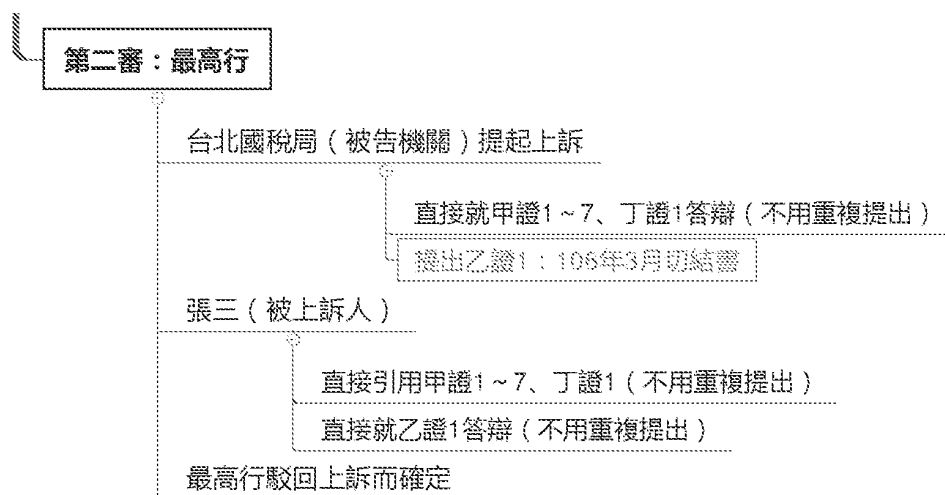 第二審：最高行
台北國稅局（被告機關）提起上訴
直接就甲證1～7、丁證1答辯（不用重複提出）
提出乙證1：106年3月切結書
張三（被上訴人）
直接引用甲證1～7、丁證1（不用重複提出）
直接就乙證1答辯（不用重複提出）
最高行駁回上訴而確定